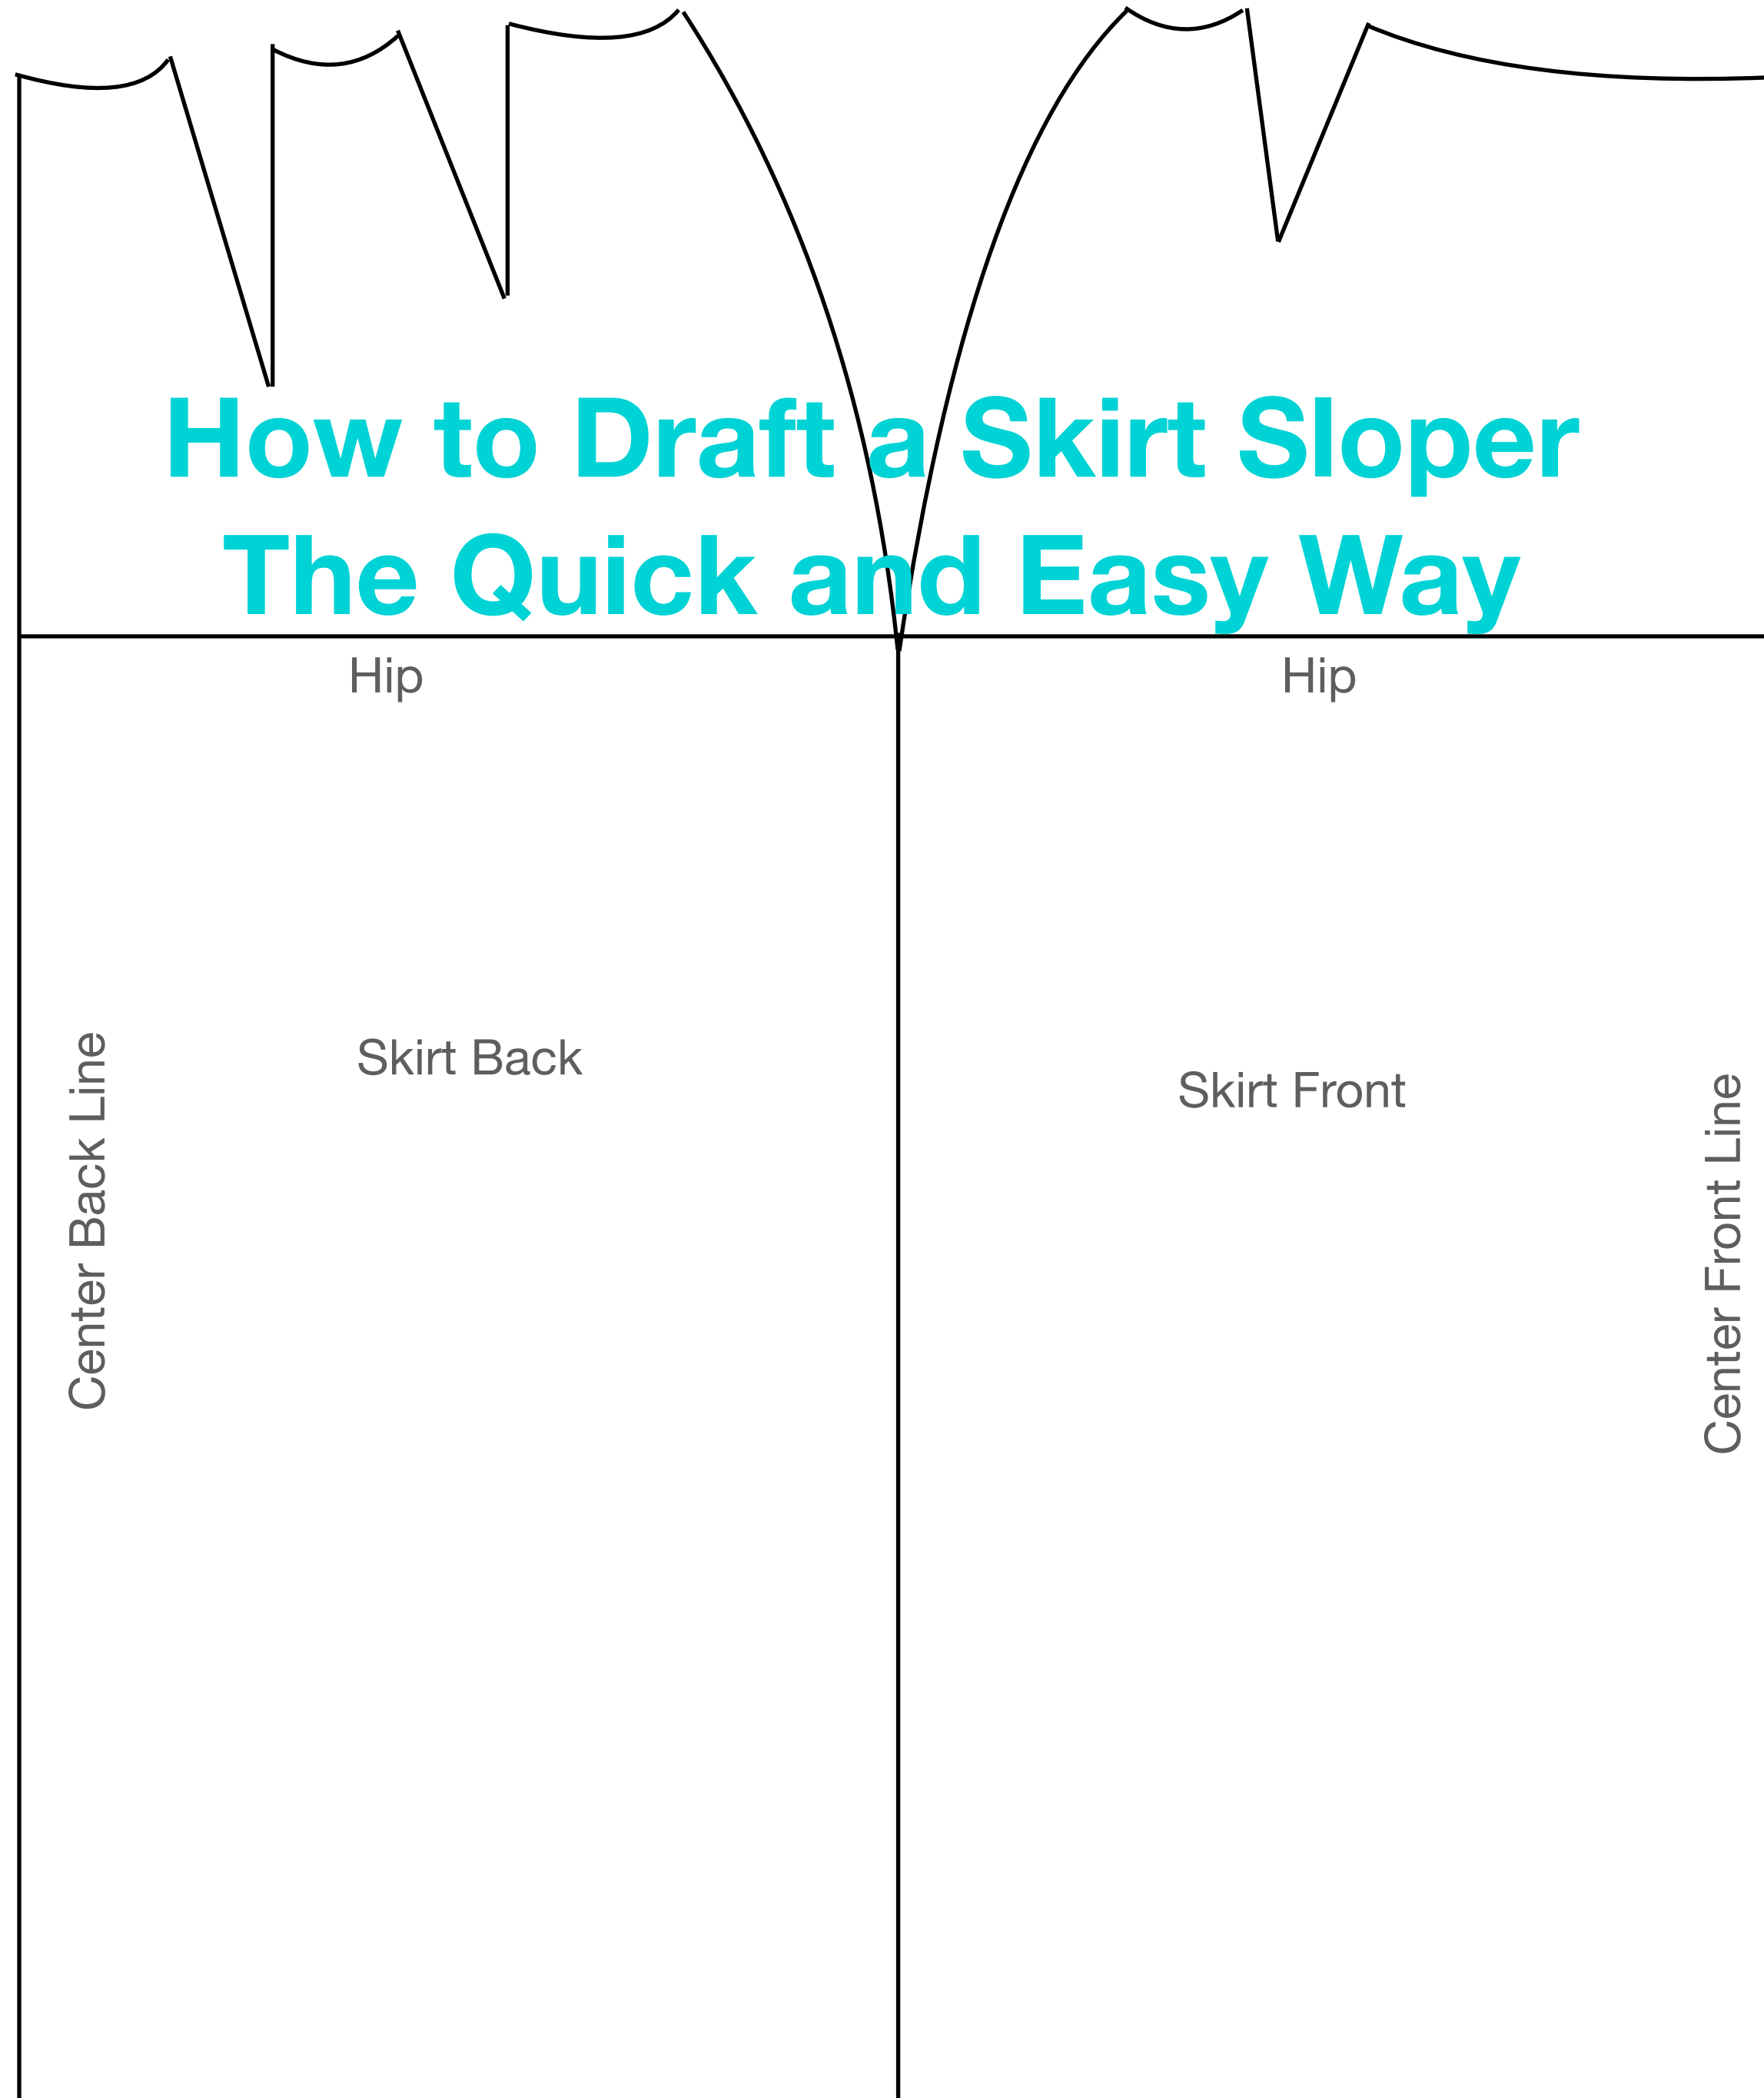 How to Draft a Skirt Sloper
The Quick and Easy Way
Hip
Hip
Skirt Back
Skirt Front
Center Back Line
Center Front Line